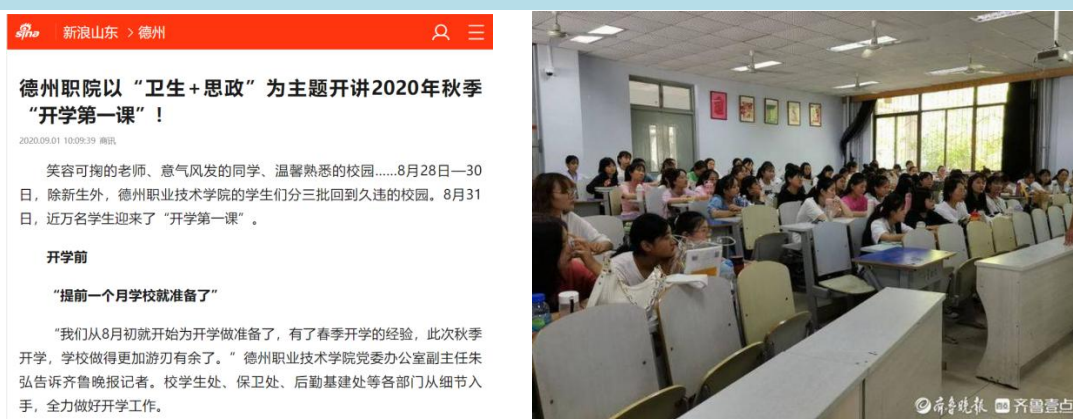 sina 新浪山东 > 德州
德州职院以“卫生+思政”为主题开讲2020年秋季
“开学第一课”!
2020.09.01 10:09:39 商讯
笑容可掬的老师、意气风发的同学、温馨熟悉的校园......8月28日—30
日,除新生外,德州职业技术学院的学生们分三批回到久违的校园。8月31
日,近万名学生迎来了“开学第一课”。
开学前
“提前一个月学校就准备了”
“我们从8月初就开始为开学做准备了,有了春季开学的经验,此次秋季
开学,学校做得更加游刃有余了。”德州职业技术学院党委办公室副主任朱
弘告诉齐鲁晚报记者。校学生处、保卫处、后勤基建处等各部门从细节入
手,全力做好开学工作。
齐鲁晚报 齐鲁壹点